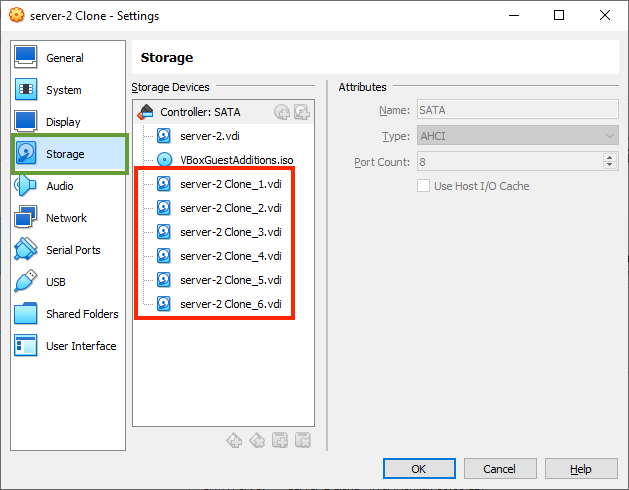 server-2 Clone - Settings
General
System
Display
Storage
Audio
Network
Serial Ports
USB
Shared Folders
User Interface
Storage
Storage Devices
Controller: SATA
server-2.vdi
VBoxGuestAdditions.iso
server-2 Clone_1.vdi
server-2 Clone_2.vdi
server-2 Clone_3.vdi
server-2 Clone_4.vdi
server-2 Clone_5.vdi
server-2 Clone_6.vdi
Attributes
Name: SATA
Type: AHCI
Port Count: 8
Use Host I/O Cache
OK
Cancel
Help